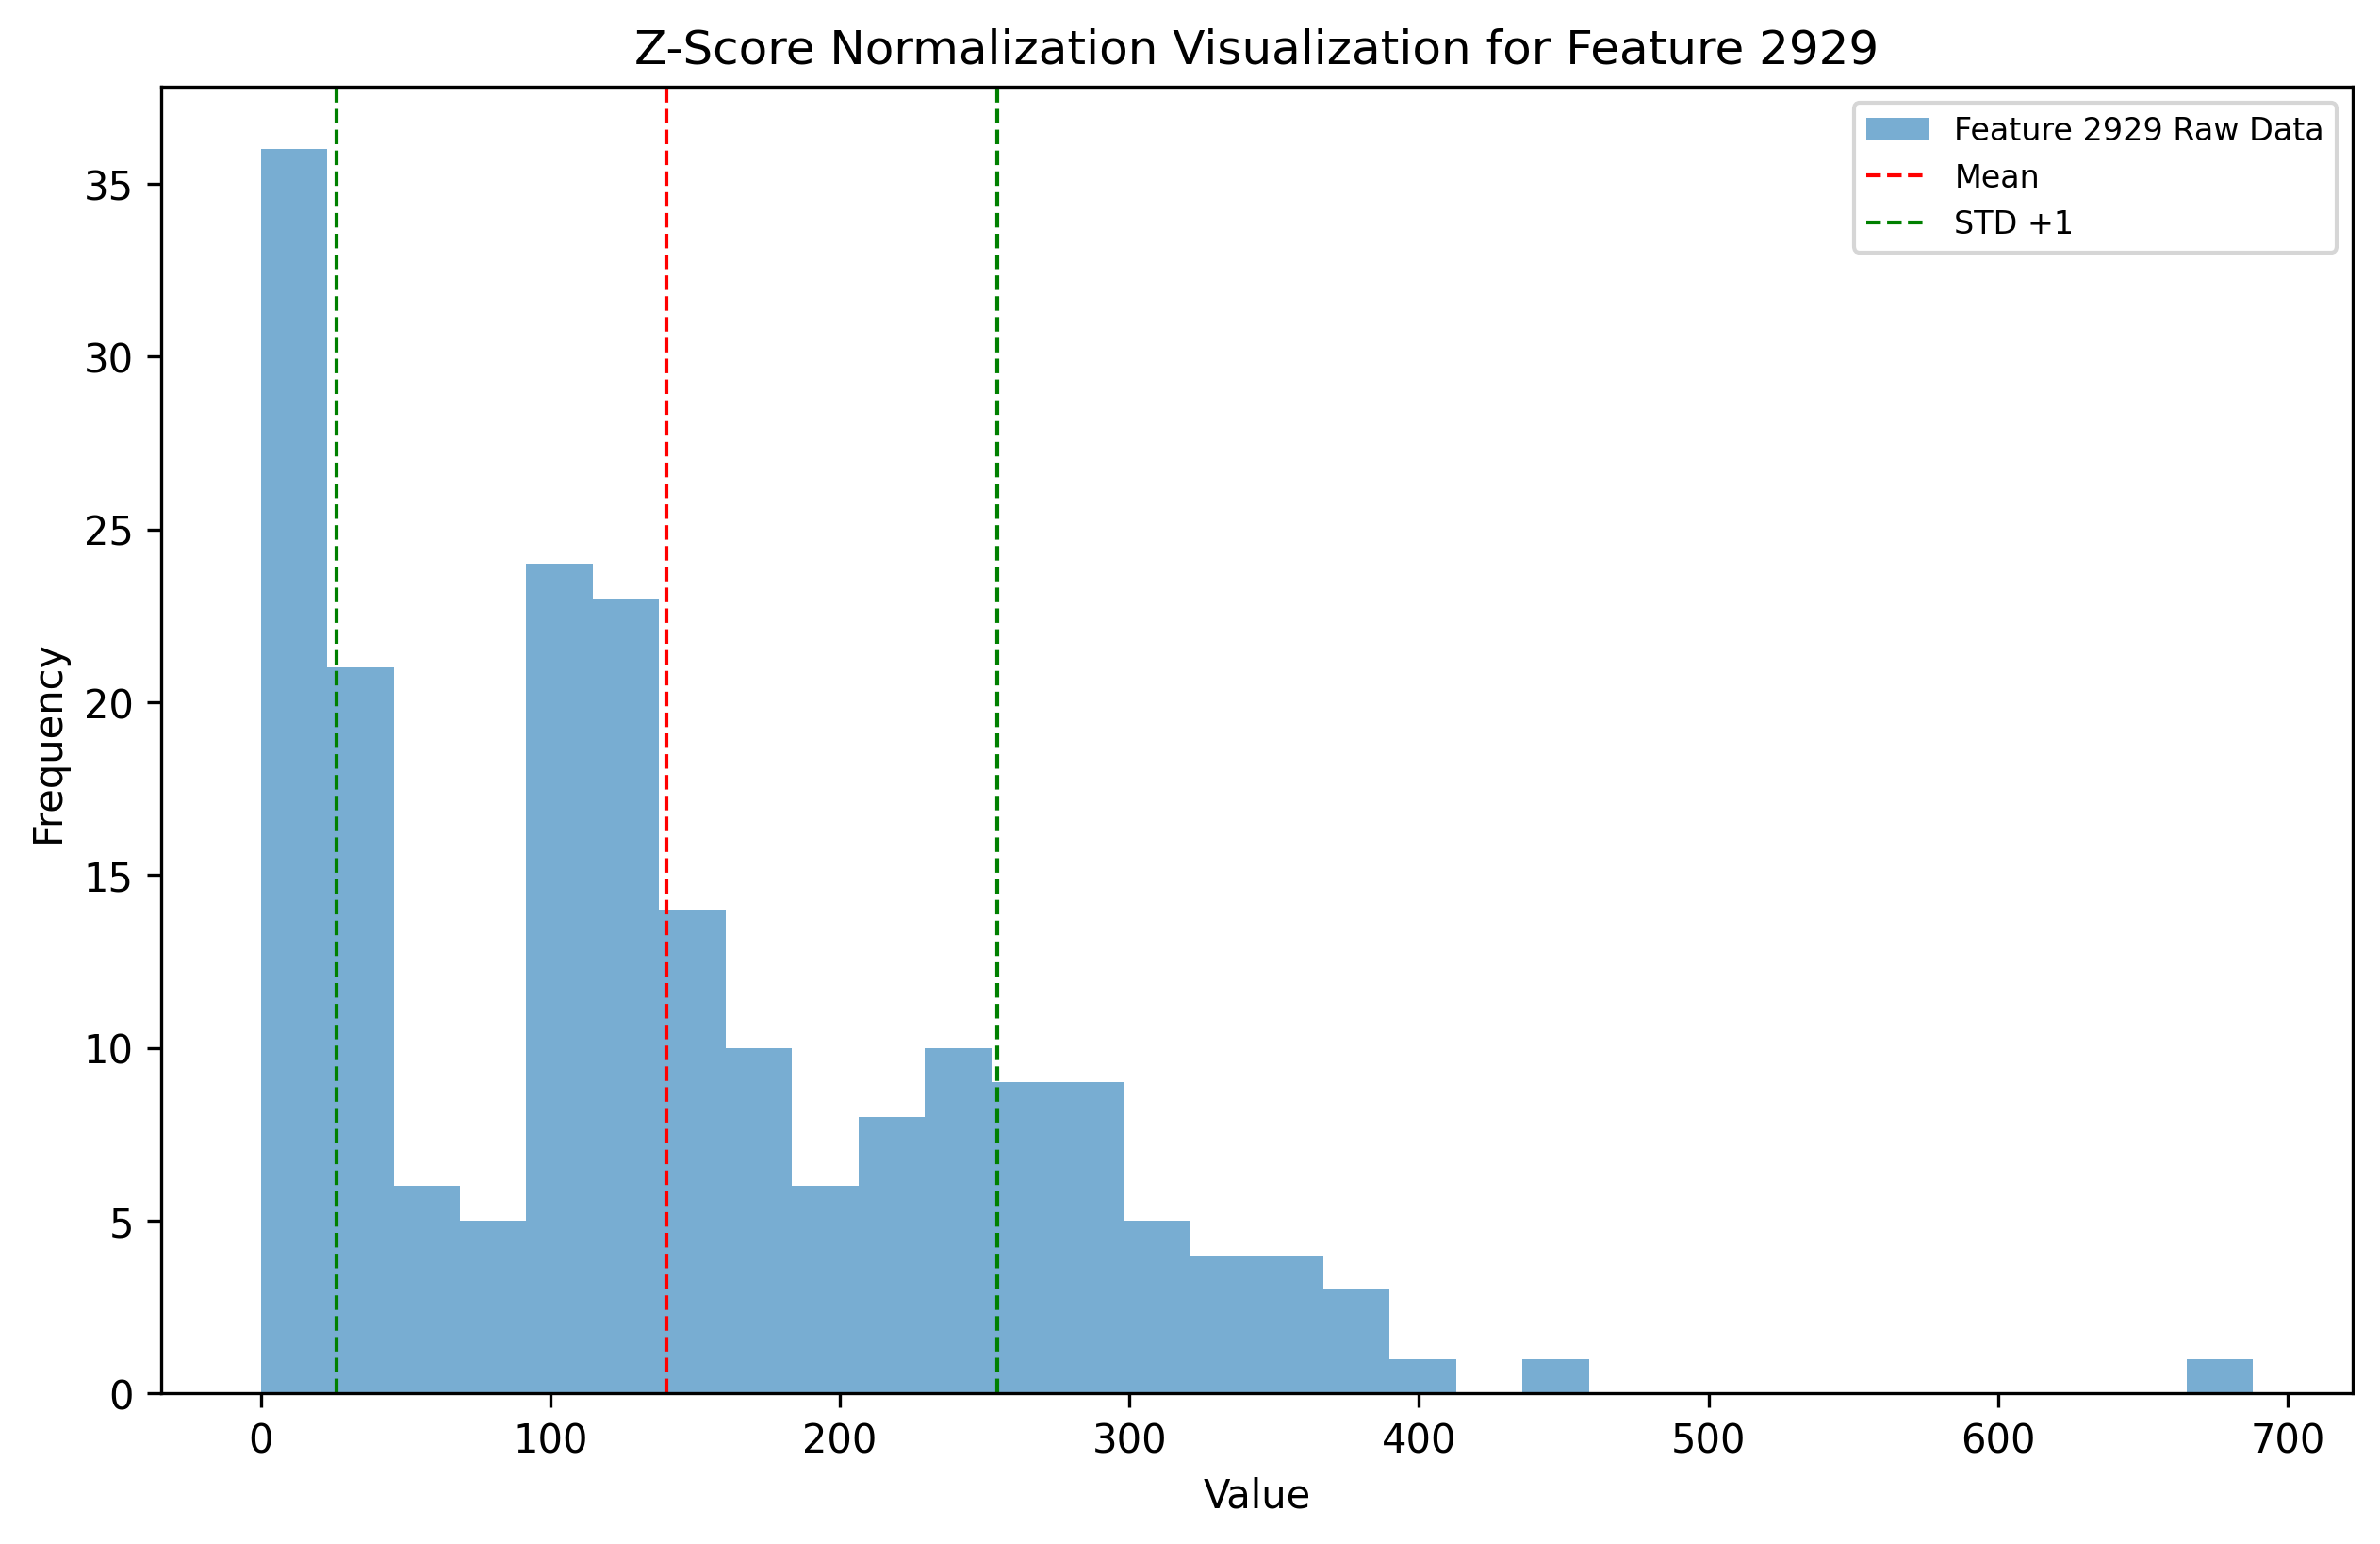 Z-Score Normalization Visualization for Feature 2929
Feature 2929 Raw Data
Mean
STD +1
Frequency
35
30
25
20
15
10
5
0
0 100 200 300 400 500 600 700
Value